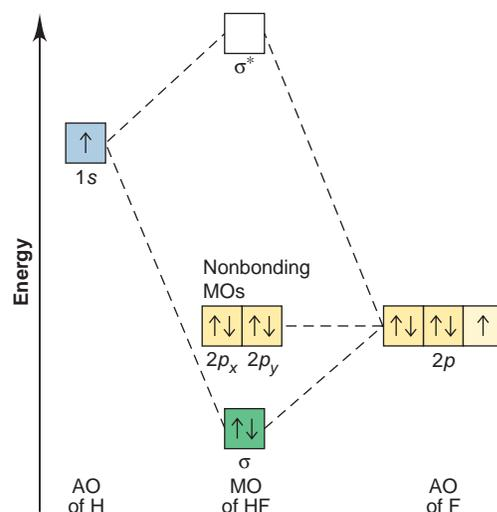 σ*
↑
1s
Energy
Nonbonding
MOs
↑↓ ↑↓
2px 2py
↑↓ ↑↓ ↑
2p
↑↓
σ
AO
of H
MO
of HF
AO
of F